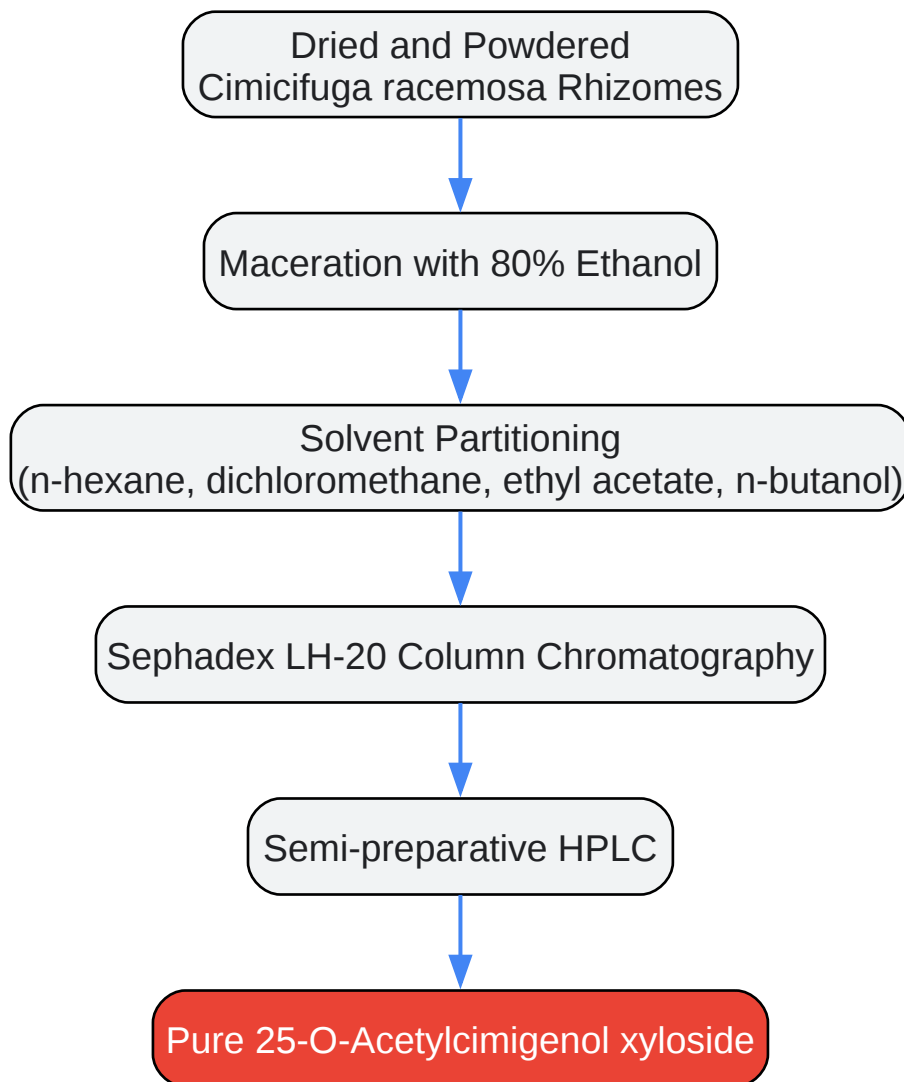 Dried and Powdered
Cimicifuga racemosa Rhizomes
Maceration with 80% Ethanol
Solvent Partitioning
(n-hexane, dichloromethane, ethyl acetate, n-butanol)
Sephadex LH-20 Column Chromatography
Semi-preparative HPLC
Pure 25-O-Acetylcimigenol xyloside